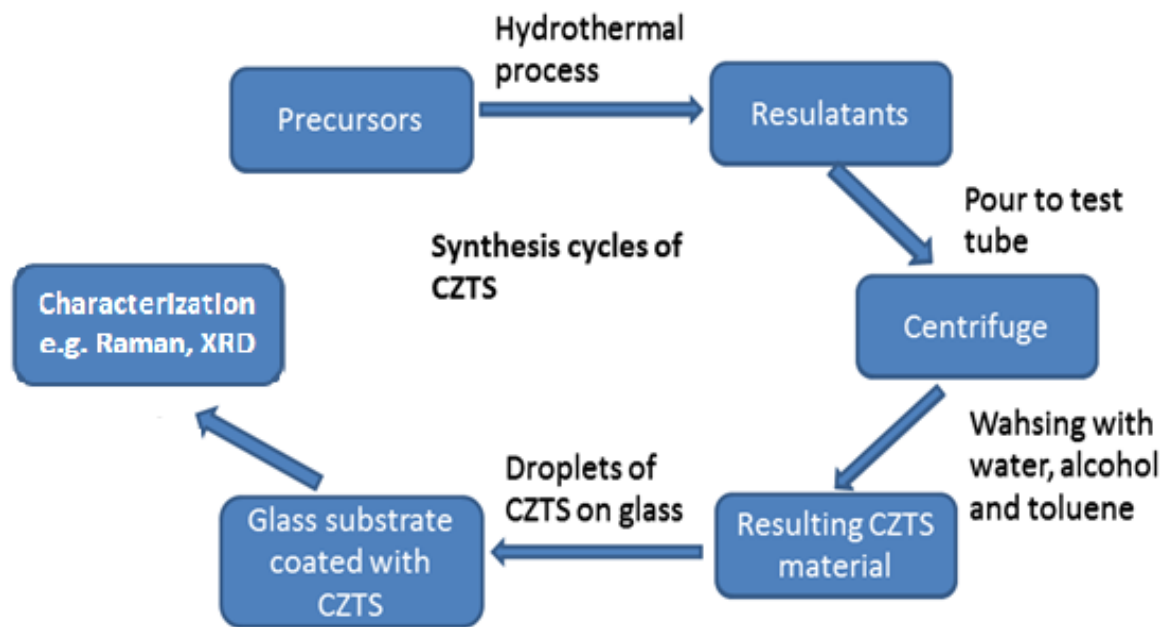 Hydrothermal
process
Precursors
Resulatants
Pour to test
tube
Synthesis cycles of
CZTS
Characterization
e.g. Raman, XRD
Centrifuge
Wahsing with
water, alcohol
and toluene
Droplets of
CZTS on glass
Resulting CZTS
material
Glass substrate
coated with
CZTS